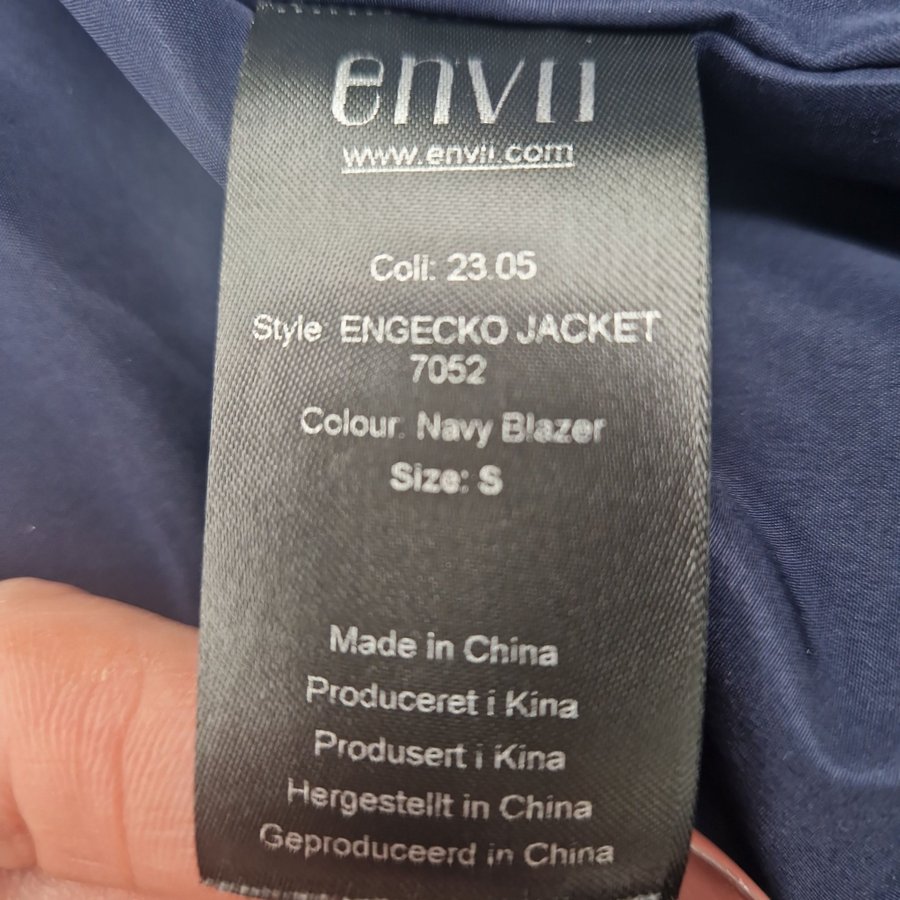 envii
www.envii.com
Coll: 23.05
Style: ENGECKO JACKET
7052
Colour: Navy Blazer
Size: S
Made in China
Produceret i Kina
Produsert i Kina
Hergestellt in China
Geproduceerd in China